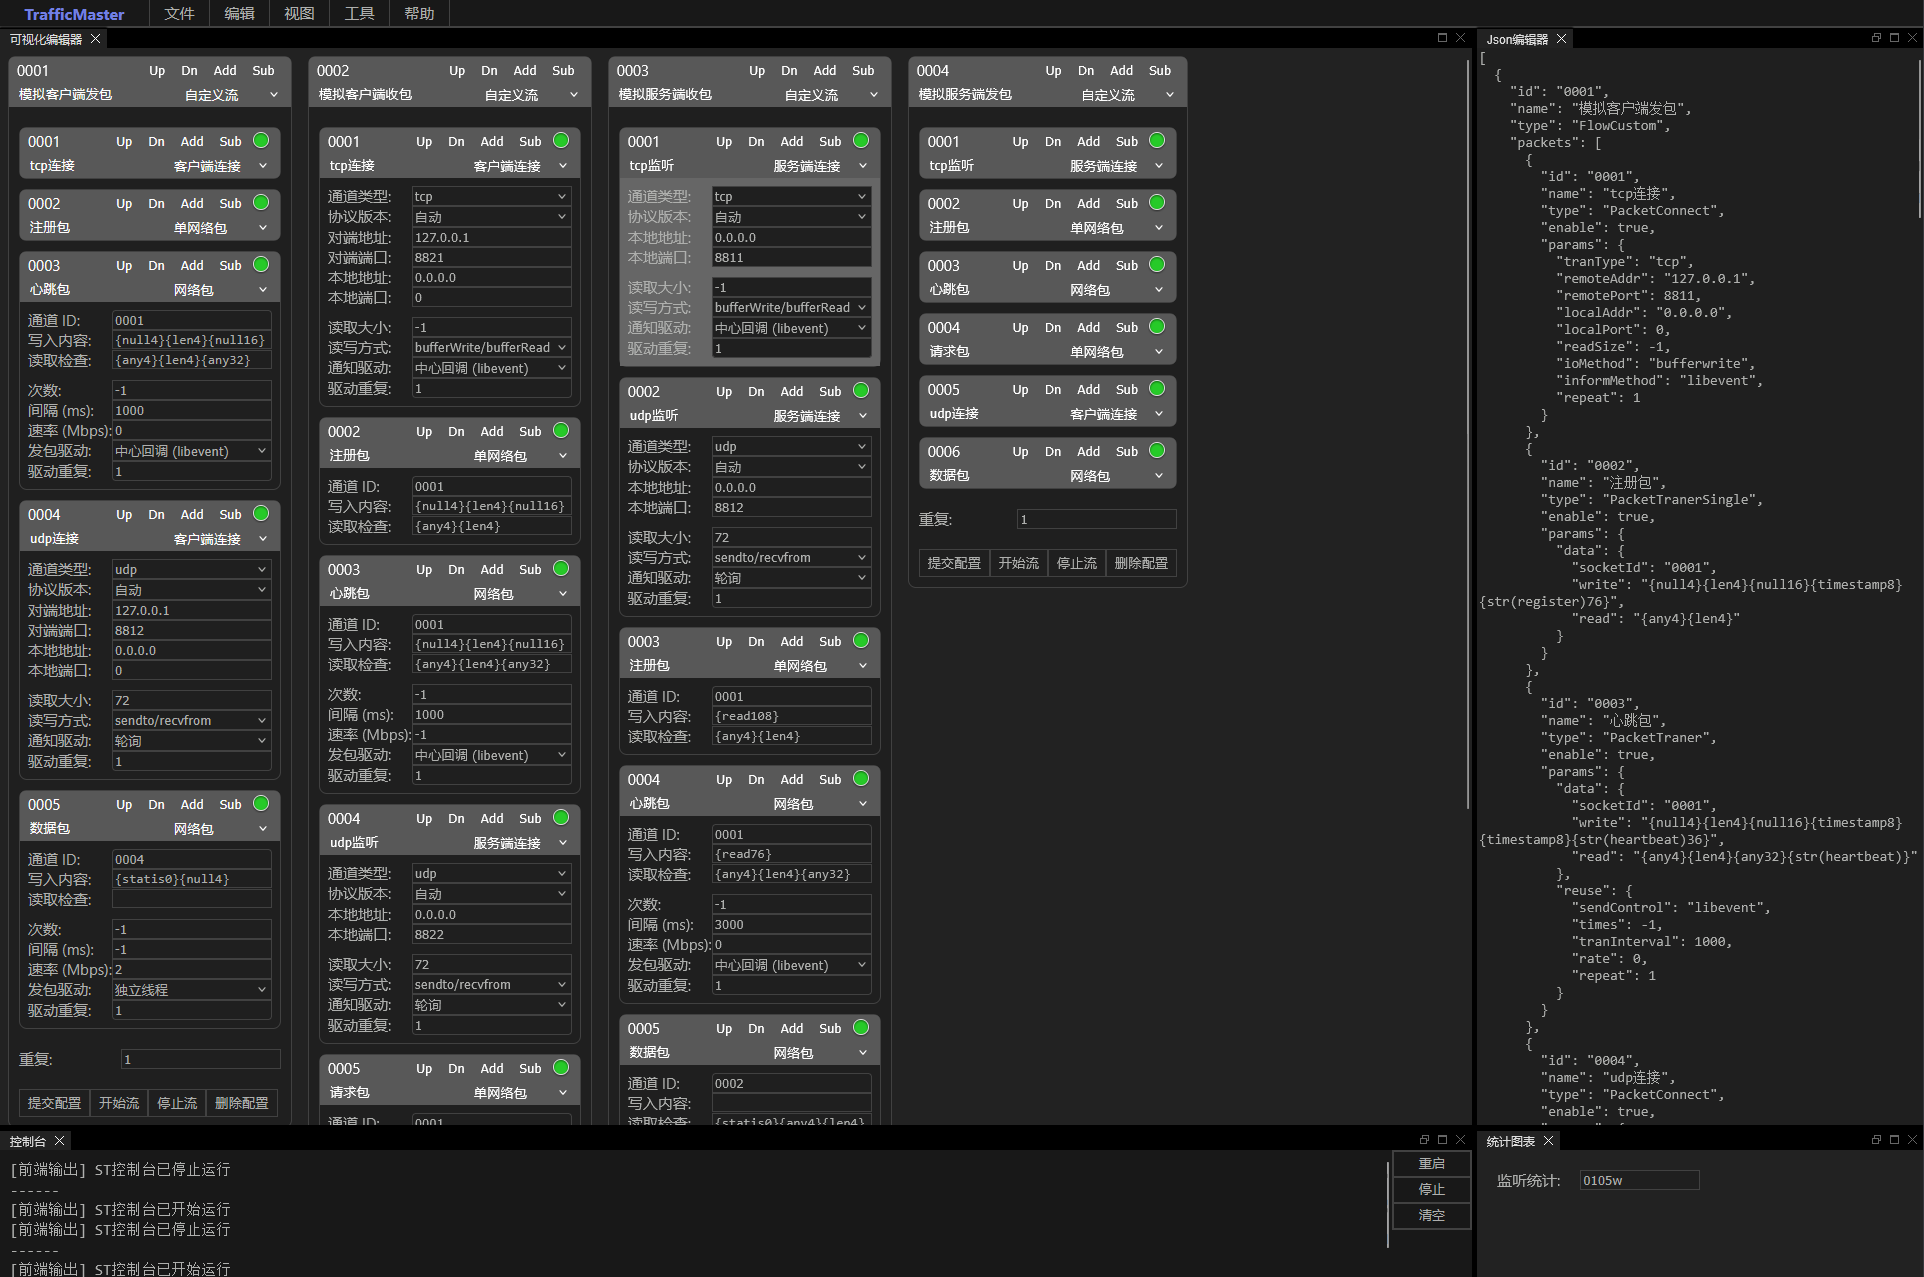 TrafficMaster 文件 编辑 视图 工具 帮助
可视化编辑器
0001 Up Dn Add Sub
模拟客户端发包 自定义流
0001 Up Dn Add Sub
tcp连接 客户端连接
0002 Up Dn Add Sub
注册包 单网络包
0003 Up Dn Add Sub
心跳包 网络包
通道 ID: 0001
写入内容: {null4}{len4}{null16}
读取检查: {any4}{len4}{any32}
次数: -1
间隔 (ms): 1000
速率 (Mbps): 0
发包驱动: 中心回调 (libevent)
驱动重复: 1
0004 Up Dn Add Sub
udp连接 客户端连接
通道类型: udp
协议版本: 自动
对端地址: 127.0.0.1
对端端口: 8812
本地地址: 0.0.0.0
本地端口: 0
读取大小: 72
读写方式: sendto/recvfrom
通知驱动: 轮询
驱动重复: 1
0005 Up Dn Add Sub
数据包 网络包
通道 ID: 0004
写入内容: {statis0}{null4}
读取检查:
次数: -1
间隔 (ms): -1
速率 (Mbps): 2
发包驱动: 独立线程
驱动重复: 1
重复: 1
提交配置 开始流 停止流 删除配置
0002 Up Dn Add Sub
模拟客户端收包 自定义流
0001 Up Dn Add Sub
tcp连接 客户端连接
通道类型: tcp
协议版本: 自动
对端地址: 127.0.0.1
对端端口: 8821
本地地址: 0.0.0.0
本地端口: 0
读取大小: -1
读写方式: bufferWrite/bufferRead
通知驱动: 中心回调 (libevent)
驱动重复: 1
0002 Up Dn Add Sub
注册包 单网络包
通道 ID: 0001
写入内容: {null4}{len4}{null16}
读取检查: {any4}{len4}
0003 Up Dn Add Sub
心跳包 网络包
通道 ID: 0001
写入内容: {null4}{len4}{null16}
读取检查: {any4}{len4}{any32}
次数: -1
间隔 (ms): 1000
速率 (Mbps): -1
发包驱动: 中心回调 (libevent)
驱动重复: 1
0004 Up Dn Add Sub
udp监听 服务端连接
通道类型: udp
协议版本: 自动
本地地址: 0.0.0.0
本地端口: 8822
读取大小: 72
读写方式: sendto/recvfrom
通知驱动: 轮询
驱动重复: 1
0005 Up Dn Add Sub
请求包 单网络包
通道 ID: 0001
0003 Up Dn Add Sub
模拟服务端收包 自定义流
0001 Up Dn Add Sub
tcp监听 服务端连接
通道类型: tcp
协议版本: 自动
本地地址: 0.0.0.0
本地端口: 8811
读取大小: -1
读写方式: bufferWrite/bufferRead
通知驱动: 中心回调 (libevent)
驱动重复: 1
0002 Up Dn Add Sub
udp监听 服务端连接
通道类型: udp
协议版本: 自动
本地地址: 0.0.0.0
本地端口: 8812
读取大小: 72
读写方式: sendto/recvfrom
通知驱动: 轮询
驱动重复: 1
0003 Up Dn Add Sub
注册包 单网络包
通道 ID: 0001
写入内容: {read108}
读取检查: {any4}{len4}
0004 Up Dn Add Sub
心跳包 网络包
通道 ID: 0001
写入内容: {read76}
读取检查: {any4}{len4}{any32}
次数: -1
间隔 (ms): 3000
速率 (Mbps): 0
发包驱动: 中心回调 (libevent)
驱动重复: 1
0005 Up Dn Add Sub
数据包 网络包
通道 ID: 0002
写入内容:
读取检查: {statis0}{any4}{len4}
0004 Up Dn Add Sub
模拟服务端发包 自定义流
0001 Up Dn Add Sub
tcp监听 服务端连接
0002 Up Dn Add Sub
注册包 单网络包
0003 Up Dn Add Sub
心跳包 网络包
0004 Up Dn Add Sub
请求包 单网络包
0005 Up Dn Add Sub
udp连接 客户端连接
0006 Up Dn Add Sub
数据包 网络包
重复: 1
提交配置 开始流 停止流 删除配置
Json编辑器
[
{
"id": "0001",
"name": "模拟客户端发包",
"type": "FlowCustom",
"packets": [
{
"id": "0001",
"name": "tcp连接",
"type": "PacketConnect",
"enable": true,
"params": {
"tranType": "tcp",
"remoteAddr": "127.0.0.1",
"remotePort": 8811,
"localAddr": "0.0.0.0",
"localPort": 0,
"readSize": -1,
"ioMethod": "bufferwrite",
"informMethod": "libevent",
"repeat": 1
}
},
{
"id": "0002",
"name": "注册包",
"type": "PacketTranerSingle",
"enable": true,
"params": {
"data": {
"socketId": "0001",
"write": "{null4}{len4}{null16}{timestamp8}
{str(register)76}",
"read": "{any4}{len4}"
}
}
},
{
"id": "0003",
"name": "心跳包",
"type": "PacketTraner",
"enable": true,
"params": {
"data": {
"socketId": "0001",
"write": "{null4}{len4}{null16}{timestamp8}
{timestamp8}{str(heartbeat)36}",
"read": "{any4}{len4}{any32}{str(heartbeat)}"
},
"reuse": {
"sendControl": "libevent",
"times": -1,
"tranInterval": 1000,
"rate": 0,
"repeat": 1
}
}
},
{
"id": "0004",
"name": "udp连接",
"type": "PacketConnect",
"enable": true,
控制台
[前端输出] ST控制台已停止运行
------
[前端输出] ST控制台已开始运行
[前端输出] ST控制台已停止运行
------
[前端输出] ST控制台已开始运行
重启
停止
清空
统计图表
监听统计: 0105w